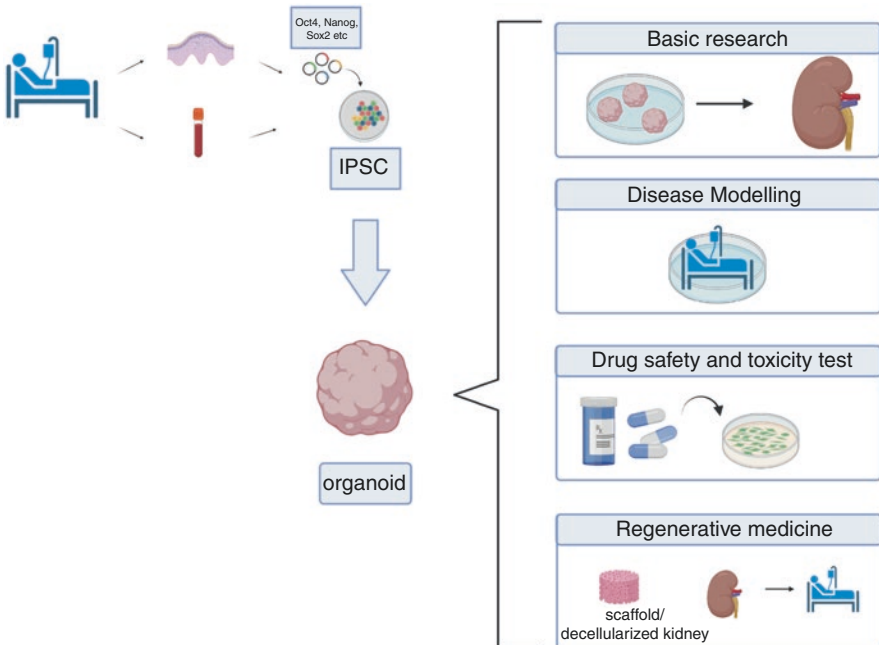 Oct4, Nanog,
Sox2 etc
IPSC
organoid
Basic research
Disease Modelling
Drug safety and toxicity test
Rx
Regenerative medicine
scaffold/
decellularized kidney